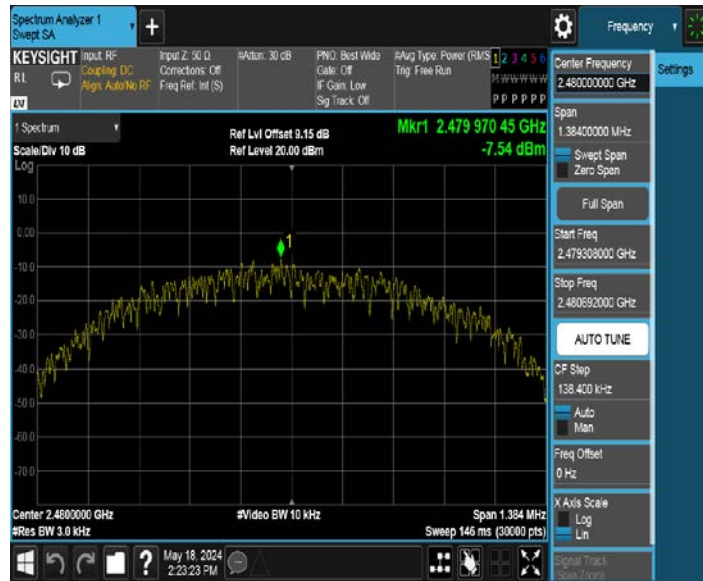 Spectrum Analyzer 1
Swept SA
Frequency
KEYSIGHT
Input: RF
Coupling: DC
Align: Auto/No RF
Input Z: 50 Ω
Corrections: Off
Freq Ref: Int (S)
#Atten: 30 dB
PNO: Best Wide
Gate: Off
IF Gain: Low
Sig Track: Off
#Avg Type: Power (RMS
Trig: Free Run
1 2 3 4 5 6
M W W W W W
P P P P P P
RL
1 Spectrum
Scale/Div 10 dB
Ref Lvl Offset 9.15 dB
Ref Level 20.00 dBm
Mkr1 2.479 970 45 GHz
-7.54 dBm
Log
10.0
0.00
-10.0
-20.0
-30.0
-40.0
-50.0
-60.0
-70.0
1
Center 2.4800000 GHz
#Res BW 3.0 kHz
#Video BW 10 kHz
Span 1.384 MHz
Sweep 146 ms (30000 pts)
May 18, 2024
2:23:23 PM
Center Frequency
2.480000000 GHz
Settings
Span
1.38400000 MHz
Swept Span
Zero Span
Full Span
Start Freq
2.479308000 GHz
Stop Freq
2.480692000 GHz
AUTO TUNE
CF Step
138.400 kHz
Auto
Man
Freq Offset
0 Hz
X Axis Scale
Log
Lin
Signal Track
(Span Zoom)